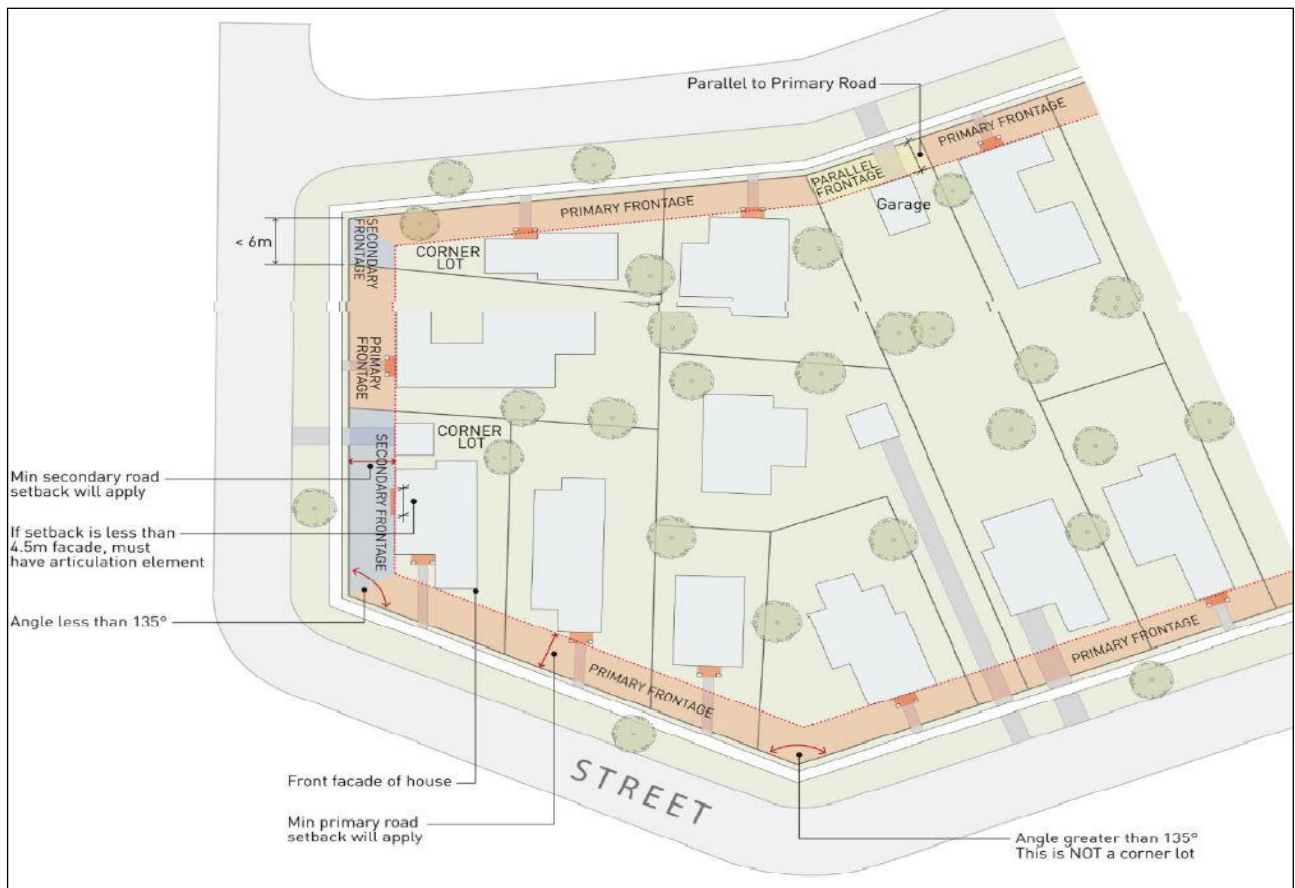 Parallel to Primary Road
PRIMARY FRONTAGE
PARALLEL
FRONTAGE
Garage
PRIMARY FRONTAGE
SECONDARY
FRONTAGE
< 6m
CORNER
LOT
PRIMARY
FRONTAGE
CORNER
LOT
SECONDARY FRONTAGE
Min secondary road
setback will apply
If setback is less than
4.5m facade, must
have articulation element
Angle less than 135°
PRIMARY FRONTAGE
PRIMARY FRONTAGE
Front facade of house
STREET
Min primary road
setback will apply
Angle greater than 135°
This is NOT a corner lot